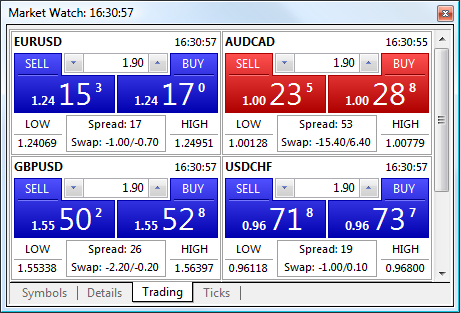 Market Watch: 16:30:57
EURUSD 16:30:57
SELL 1.90 BUY
1.24 15 3 1.24 17 0
LOW Spread: 17 HIGH
1.24069 Swap: -1.00/-0.70 1.24951
AUDCAD 16:30:55
SELL 1.90 BUY
1.00 23 5 1.00 28 8
LOW Spread: 53 HIGH
1.00128 Swap: -15.40/6.40 1.00779
GBPUSD 16:30:57
SELL 1.90 BUY
1.55 50 2 1.55 52 8
LOW Spread: 26 HIGH
1.55338 Swap: -2.20/-0.20 1.56397
USDCHF 16:30:57
SELL 1.90 BUY
0.96 71 8 0.96 73 7
LOW Spread: 19 HIGH
0.96118 Swap: -1.00/0.10 0.96800
Symbols | Details | Trading | Ticks |